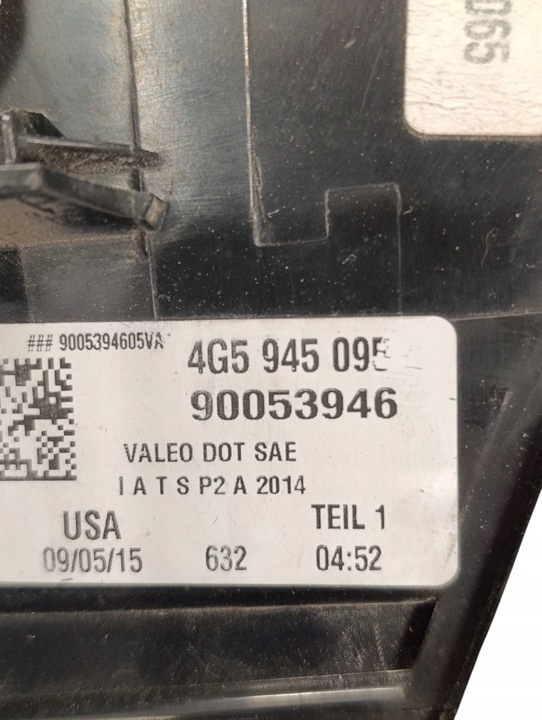 065
### 9005394605VA
4G5 945 095
90053946
VALEO DOT SAE
I A T S P2 A 2014
USA
TEIL 1
09/05/15 632 04:52